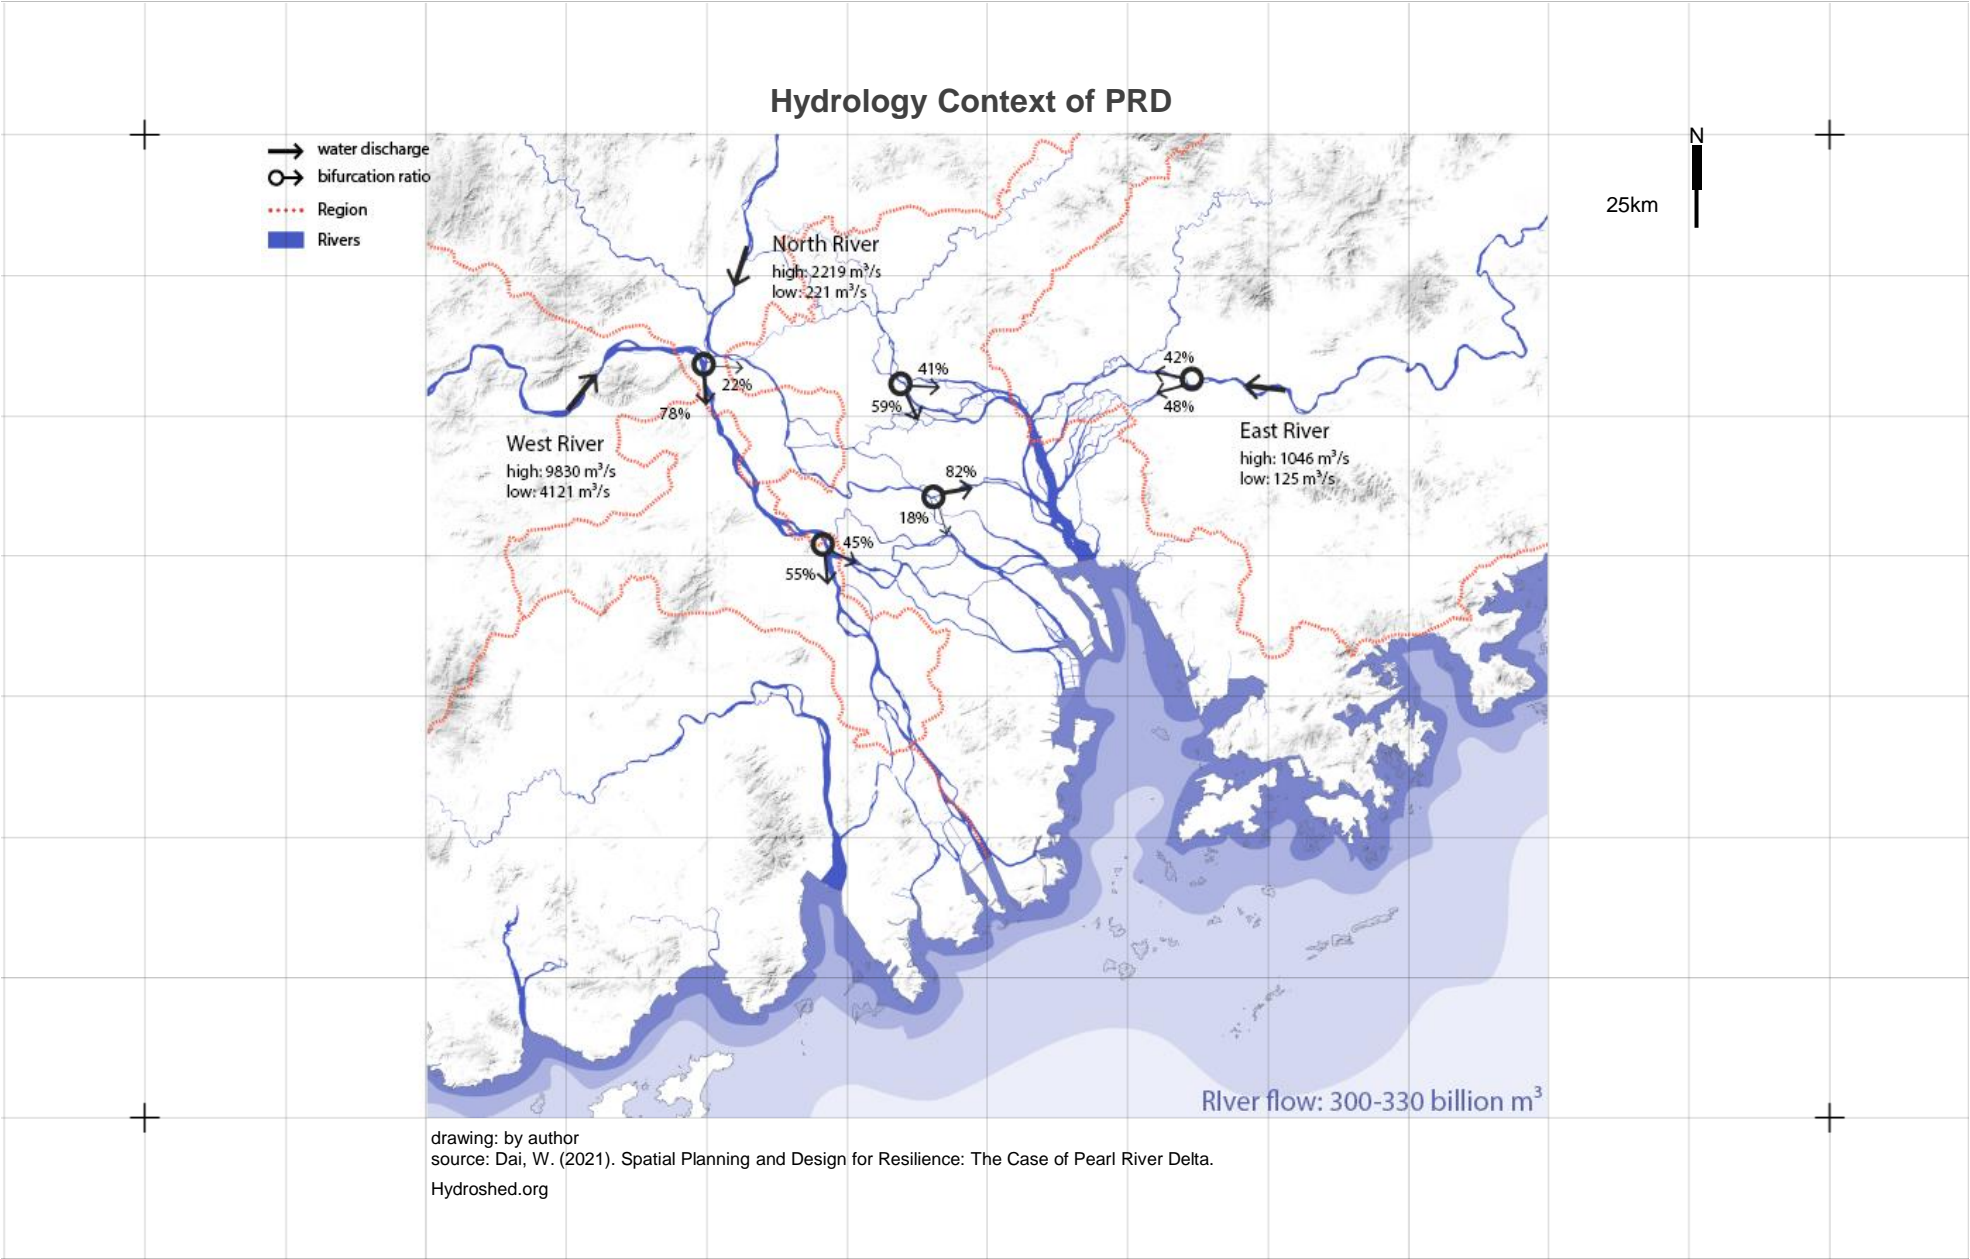 Hydrology Context of PRD
water discharge
bifurcation ratio
Region
Rivers
N
25km
North River
high: 2219 m³/s
low: 221 m³/s
22%
78%
41%
59%
42%
48%
West River
high: 9830 m³/s
low: 4121 m³/s
East River
high: 1046 m³/s
low: 125 m³/s
82%
18%
45%
55%
RIver flow: 300-330 billion m³
drawing: by author
source: Dai, W. (2021). Spatial Planning and Design for Resilience: The Case of Pearl River Delta.
Hydroshed.org